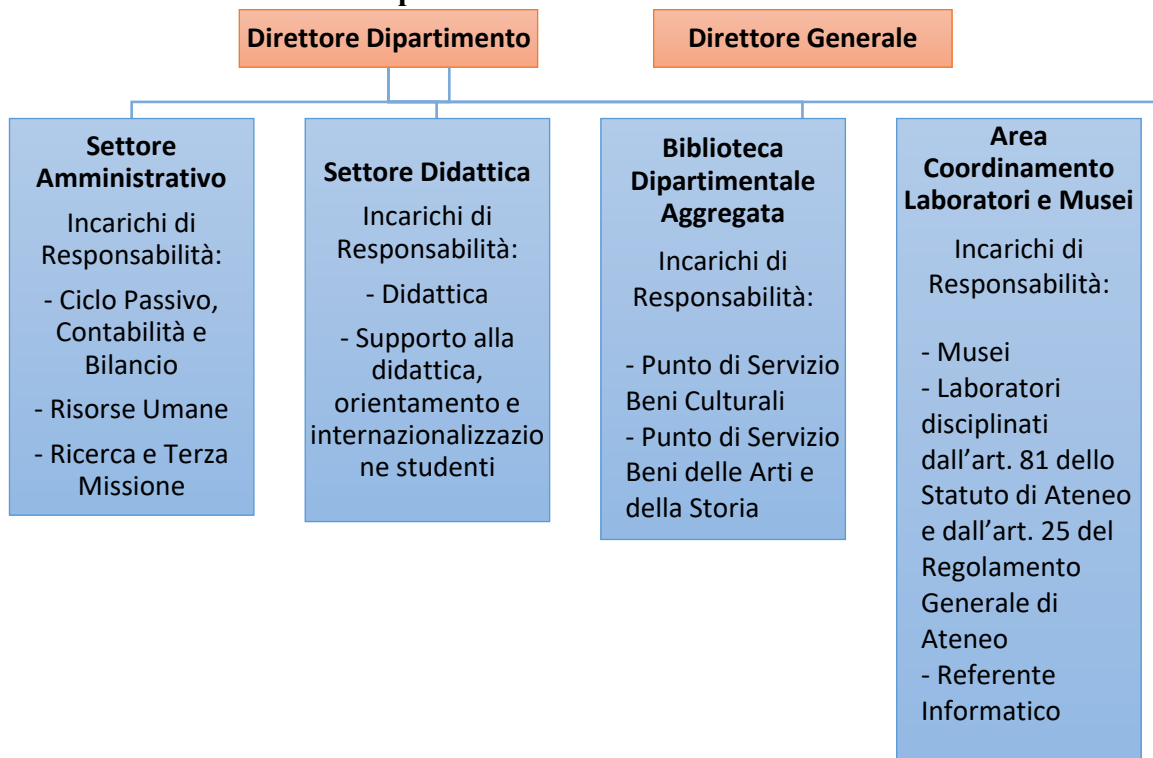 Direttore Dipartimento
Direttore Generale
Settore
Amministrativo
Incarichi di
Responsabilità:
- Ciclo Passivo,
Contabilità e
Bilancio
- Risorse Umane
- Ricerca e Terza
Missione
Settore Didattica
Incarichi di
Responsabilità:
- Didattica
- Supporto alla
didattica,
orientamento e
internazionalizzazio
ne studenti
Biblioteca
Dipartimentale
Aggregata
Incarichi di
Responsabilità:
- Punto di Servizio
Beni Culturali
- Punto di Servizio
Beni delle Arti e
della Storia
Area
Coordinamento
Laboratori e Musei
Incarichi di
Responsabilità:
- Musei
- Laboratori
disciplinati
dall’art. 81 dello
Statuto di Ateneo
e dall’art. 25 del
Regolamento
Generale di
Ateneo
- Referente
Informatico